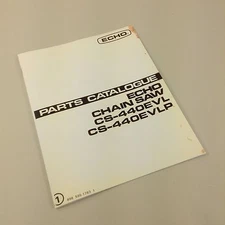 ECHO
PARTS CATALOGUE
ECHO
CHAIN SAW
CS-440EVL
CS-440EVLP
1